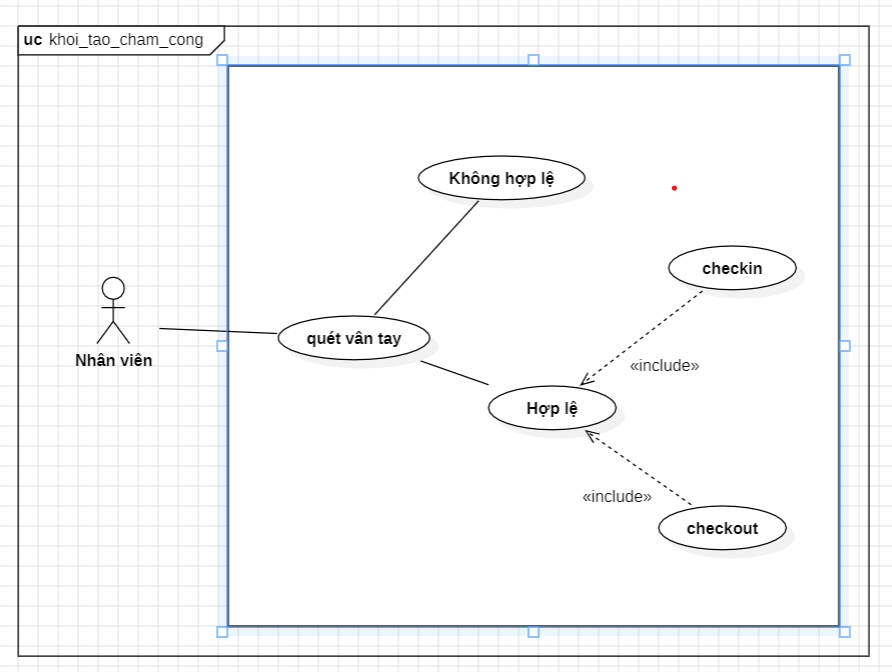 uc khoi_tao_cham_cong
Không hợp lệ
checkin
quét vân tay
Nhân viên
«include»
Hợp lệ
«include»
checkout